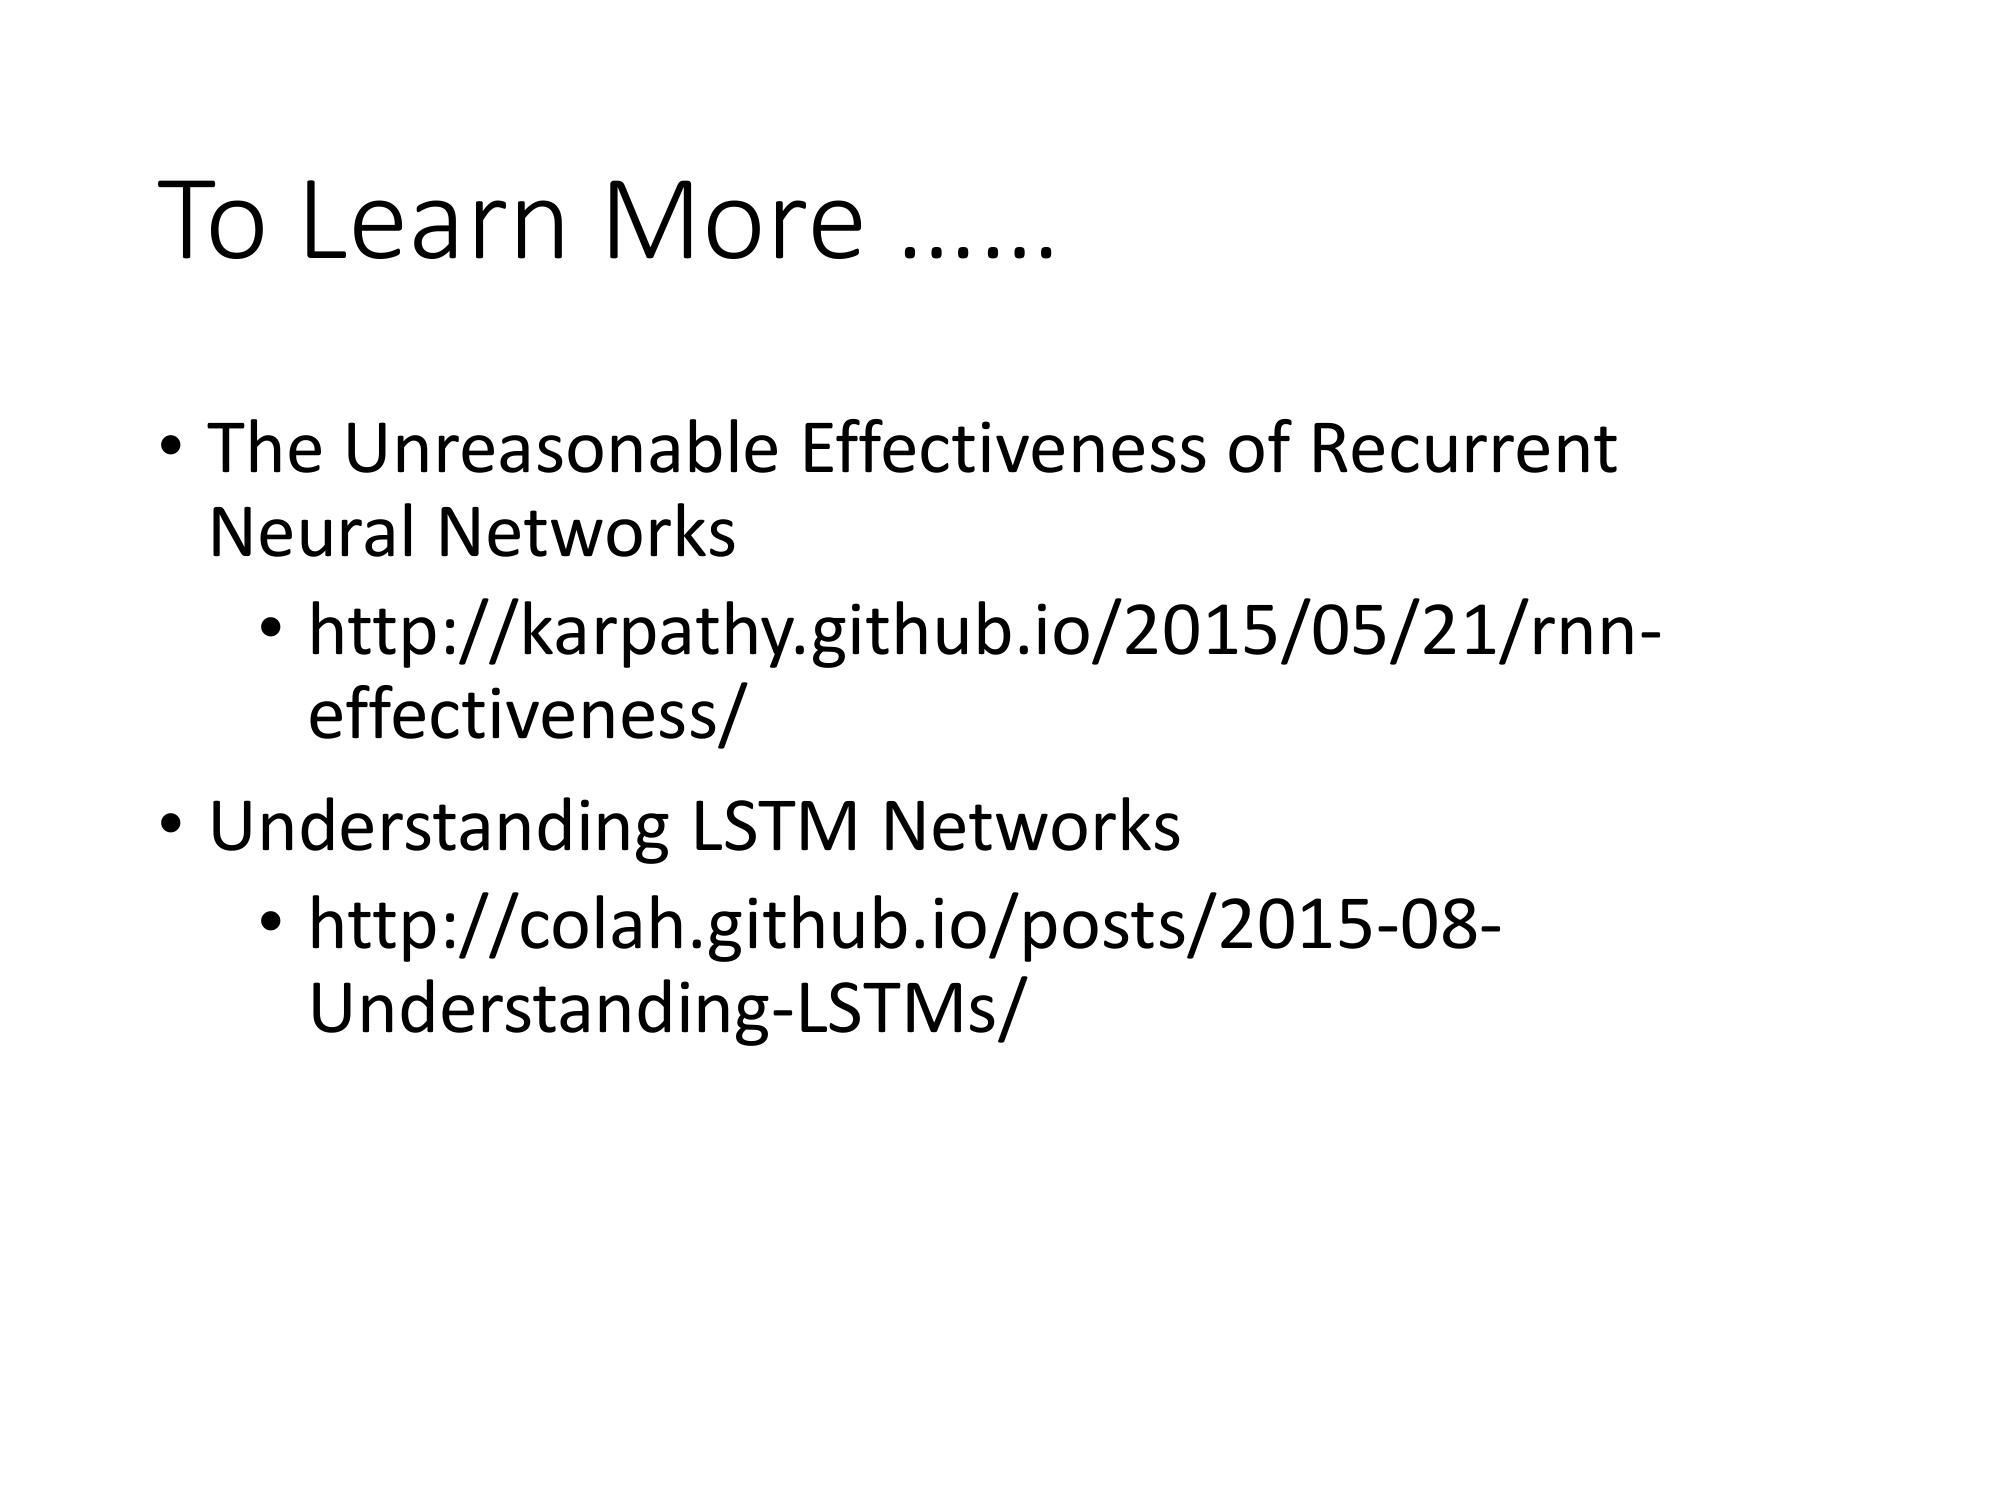 To Learn More ……
• The Unreasonable Effectiveness of Recurrent
Neural Networks
• http://karpathy.github.io/2015/05/21/rnn-
effectiveness/
• Understanding LSTM Networks
• http://colah.github.io/posts/2015-08-
Understanding-LSTMs/